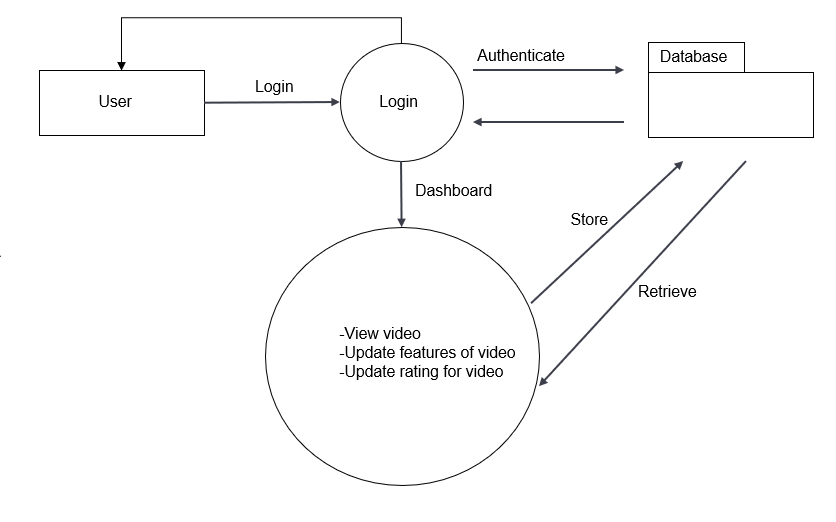 Authenticate
Database
Login
User
Login
Dashboard
Store
Retrieve
-View video
-Update features of video
-Update rating for video